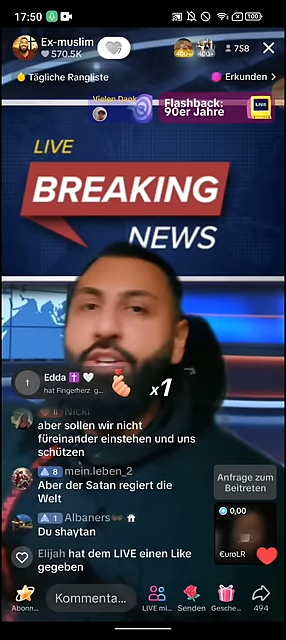 17:50
100
Ex-muslim
570.5K
400+
400+
758
Tägliche Rangliste
Erkunden
Vielen Dank
Flashback:
90er Jahre
LIVE
LIVE
BREAKING
NEWS
Edda
hat Fingerherz g...
x1
Nicki
aber sollen wir nicht
füreinander einstehen und uns
schützen
8 mein.leben_2
Aber der Satan regiert die
Welt
1 Albaners
Du shaytan
Elijah hat dem LIVE einen Like
gegeben
Anfrage zum
Beitreten
0,00
€uroLR
Abonn...
Kommenta...
LIVE mi...
Senden
Gesche...
494